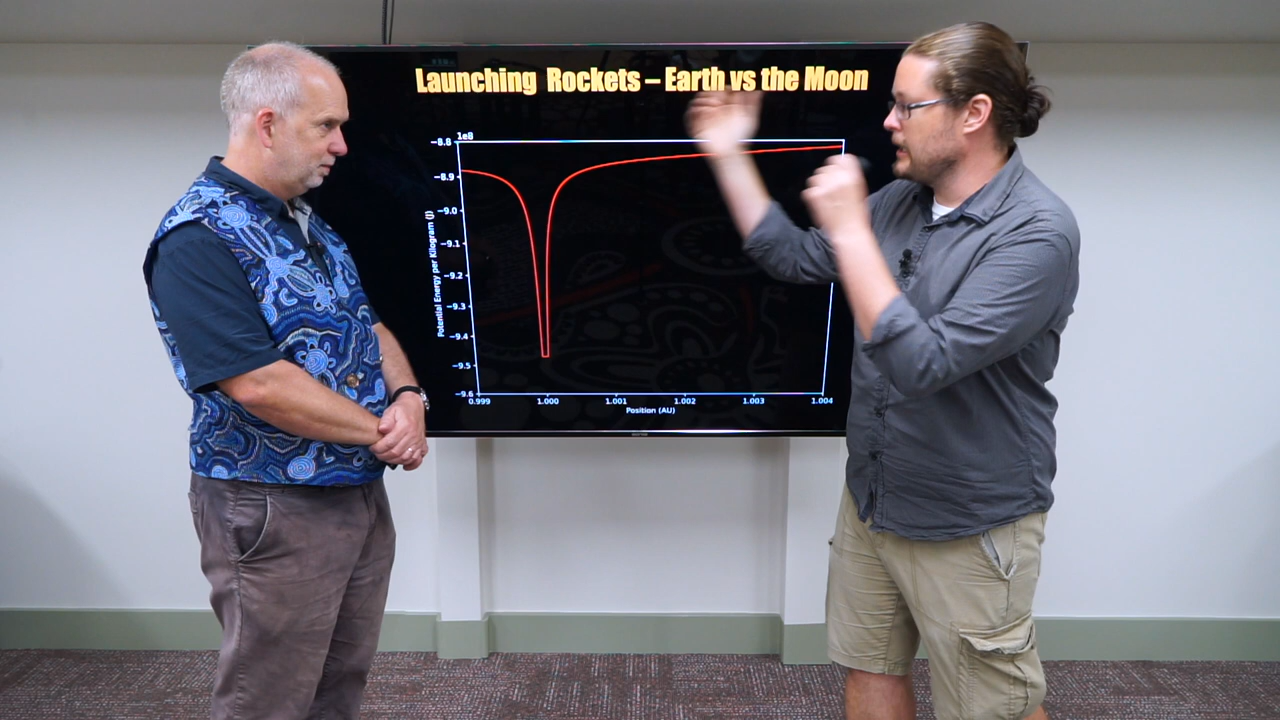 Launching Rockets – Earth vs the Moon
1e8
−8.8
−8.9
−9.0
−9.1
−9.2
−9.3
−9.4
−9.5
−9.6
Potential Energy per Kilogram (J)
0.999 1.000 1.001 1.002 1.003 1.004
Position (AU)